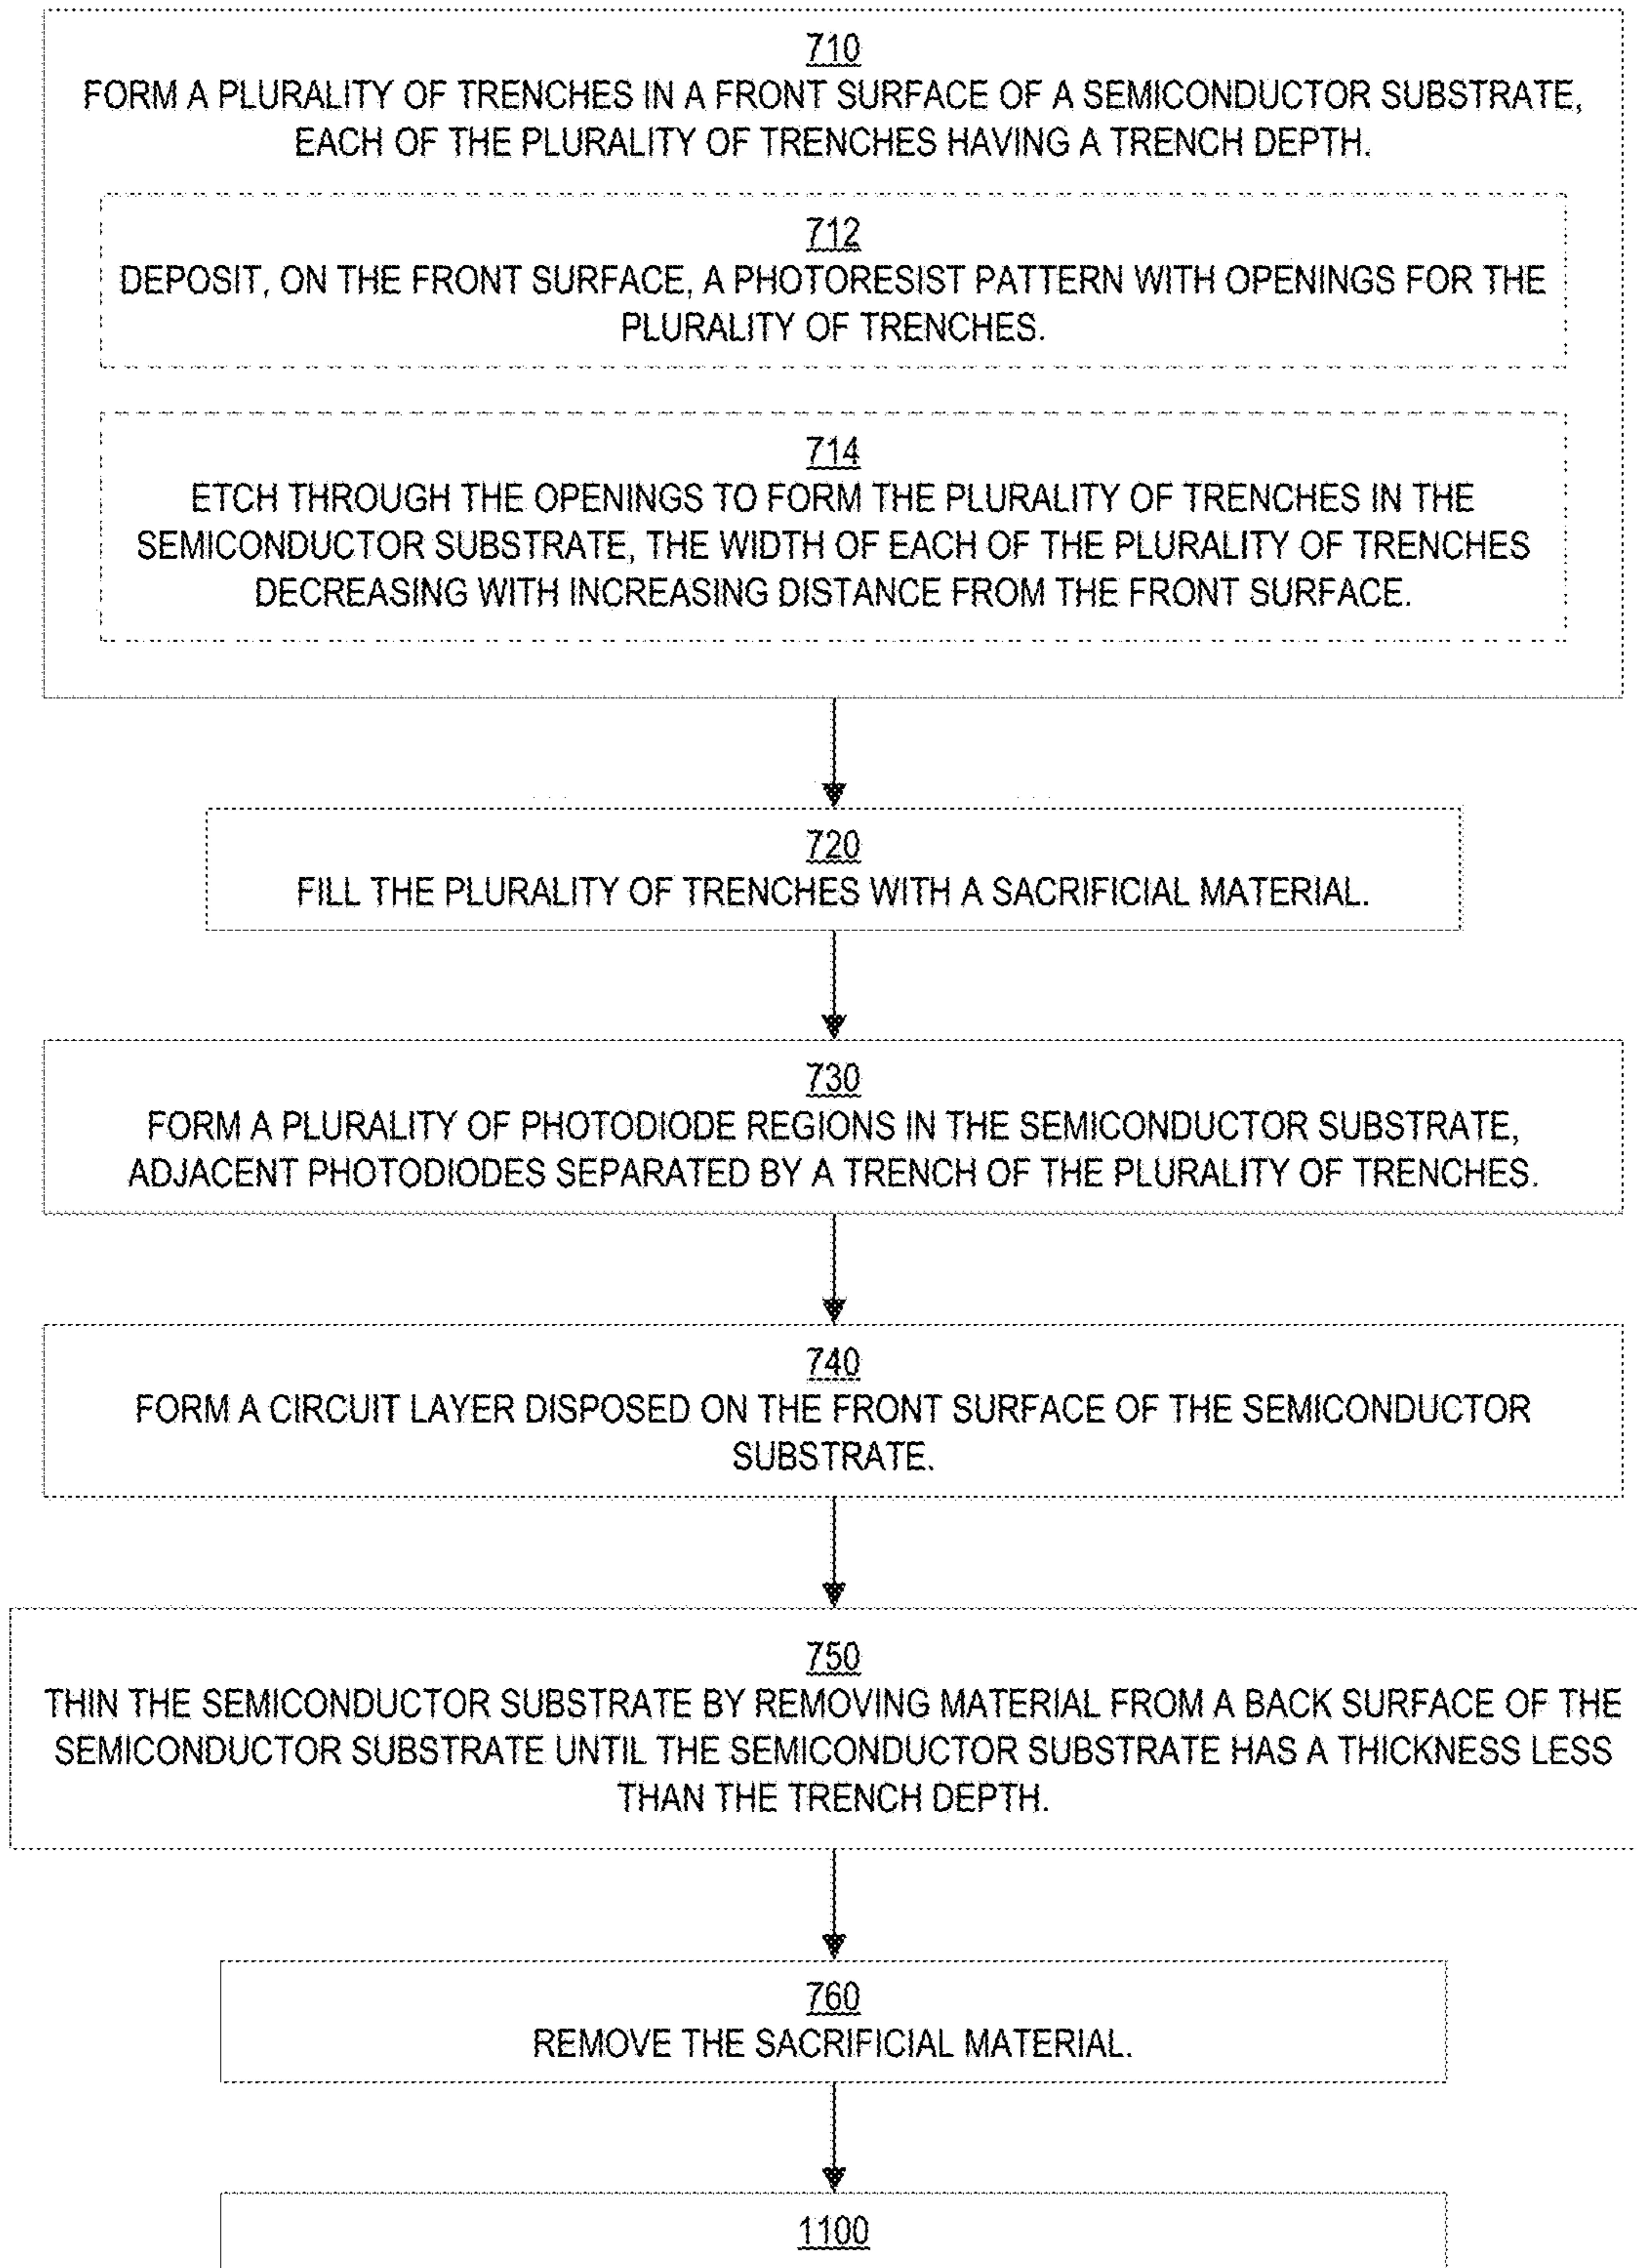 710
FORM A PLURALITY OF TRENCHES IN A FRONT SURFACE OF A SEMICONDUCTOR SUBSTRATE,
EACH OF THE PLURALITY OF TRENCHES HAVING A TRENCH DEPTH.
712
DEPOSIT, ON THE FRONT SURFACE, A PHOTORESIST PATTERN WITH OPENINGS FOR THE
PLURALITY OF TRENCHES.
714
ETCH THROUGH THE OPENINGS TO FORM THE PLURALITY OF TRENCHES IN THE
SEMICONDUCTOR SUBSTRATE, THE WIDTH OF EACH OF THE PLURALITY OF TRENCHES
DECREASING WITH INCREASING DISTANCE FROM THE FRONT SURFACE.
720
FILL THE PLURALITY OF TRENCHES WITH A SACRIFICIAL MATERIAL.
730
FORM A PLURALITY OF PHOTODIODE REGIONS IN THE SEMICONDUCTOR SUBSTRATE,
ADJACENT PHOTODIODES SEPARATED BY A TRENCH OF THE PLURALITY OF TRENCHES.
740
FORM A CIRCUIT LAYER DISPOSED ON THE FRONT SURFACE OF THE SEMICONDUCTOR
SUBSTRATE.
750
THIN THE SEMICONDUCTOR SUBSTRATE BY REMOVING MATERIAL FROM A BACK SURFACE OF THE
SEMICONDUCTOR SUBSTRATE UNTIL THE SEMICONDUCTOR SUBSTRATE HAS A THICKNESS LESS
THAN THE TRENCH DEPTH.
760
REMOVE THE SACRIFICIAL MATERIAL.
1100